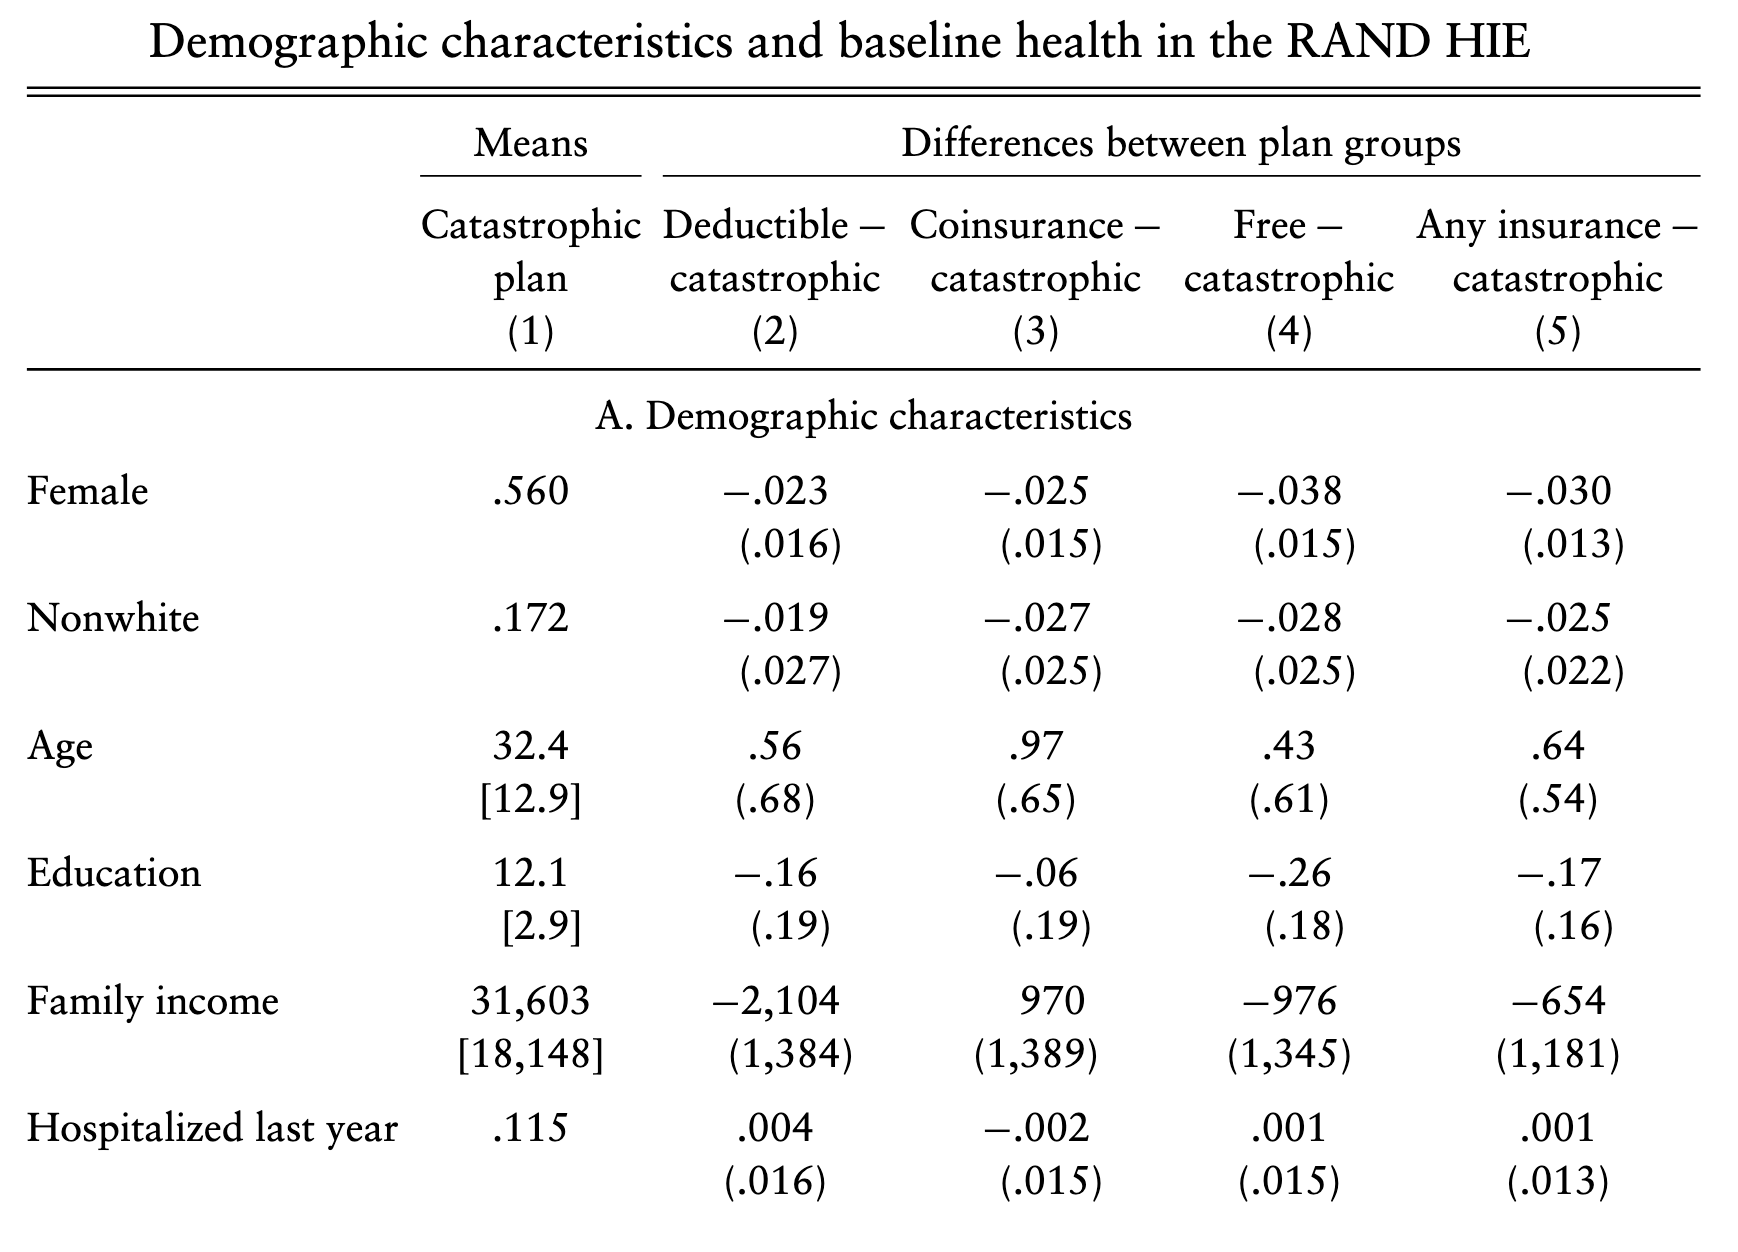 Demographic characteristics and baseline health in the RAND HIE
Means Differences between plan groups
Catastrophic Deductible – Coinsurance – Free – Any insurance –
plan catastrophic catastrophic catastrophic catastrophic
(1) (2) (3) (4) (5)
A. Demographic characteristics
Female .560 −.023 −.025 −.038 −.030
(.016) (.015) (.015) (.013)
Nonwhite .172 −.019 −.027 −.028 −.025
(.027) (.025) (.025) (.022)
Age 32.4 .56 .97 .43 .64
[12.9] (.68) (.65) (.61) (.54)
Education 12.1 −.16 −.06 −.26 −.17
[2.9] (.19) (.19) (.18) (.16)
Family income 31,603 −2,104 970 −976 −654
[18,148] (1,384) (1,389) (1,345) (1,181)
Hospitalized last year .115 .004 −.002 .001 .001
(.016) (.015) (.015) (.013)